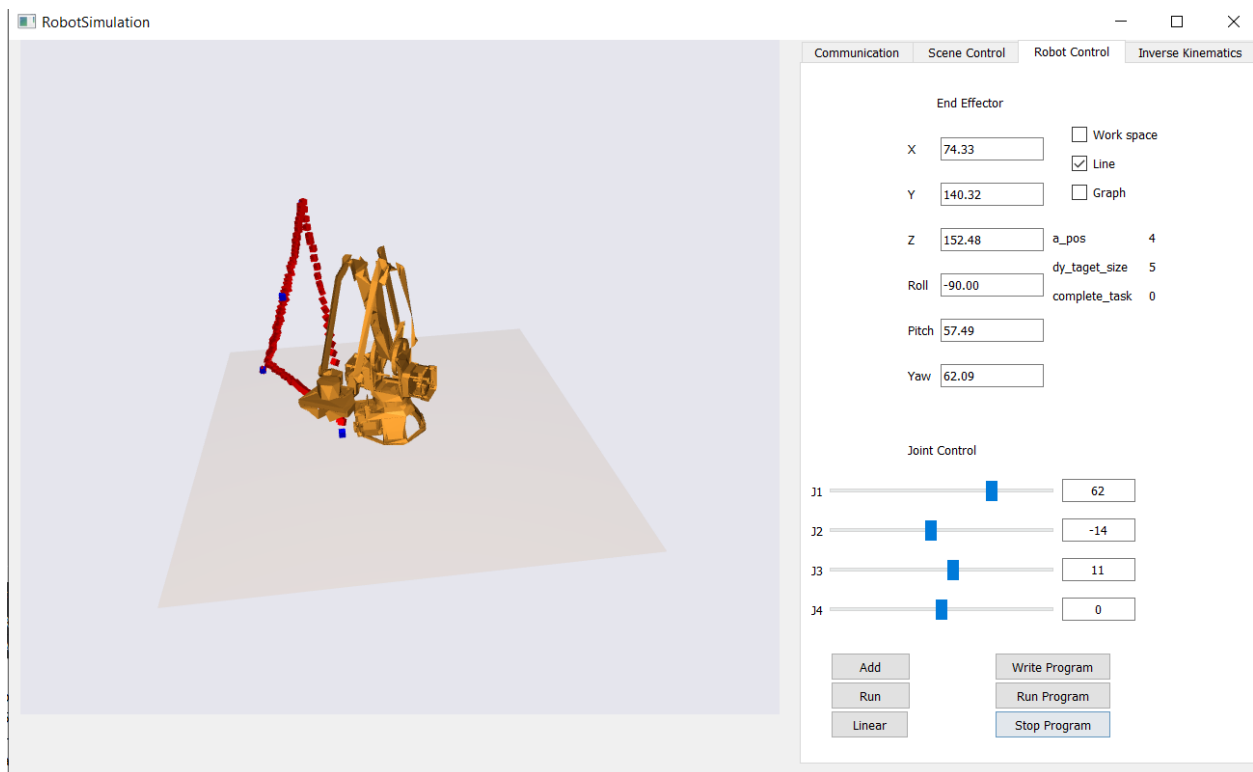 RobotSimulation
Communication
Scene Control
Robot Control
Inverse Kinematics
End Effector
Work space
X 74.33
Line
Y 140.32
Graph
Z 152.48
a_pos 4
dy_taget_size 5
Roll -90.00
complete_task 0
Pitch 57.49
Yaw 62.09
Joint Control
J1 62
J2 -14
J3 11
J4 0
Add
Write Program
Run
Run Program
Linear
Stop Program